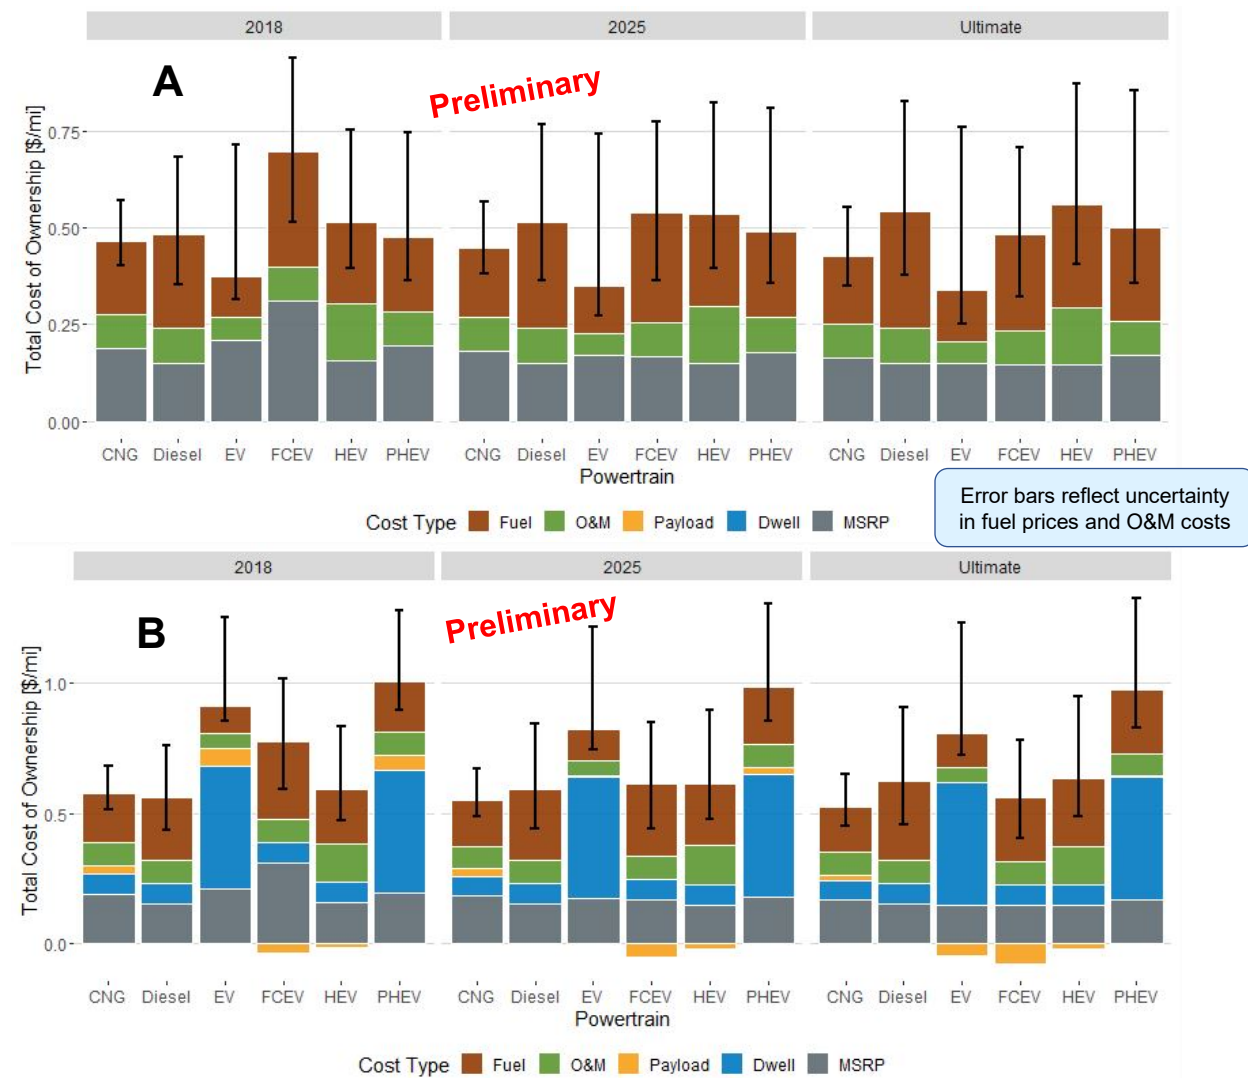 2018 2025 Ultimate
A
Preliminary
Total Cost of Ownership [$/mi]
0.75
0.50
0.25
0.00
CNG Diesel EV FCEV HEV PHEV CNG Diesel EV FCEV HEV PHEV CNG Diesel EV FCEV HEV PHEV
Powertrain
Cost Type Fuel O&M Payload Dwell MSRP
Error bars reflect uncertainty
in fuel prices and O&M costs
2018 2025 Ultimate
B
Preliminary
Total Cost of Ownership [$/mi]
1.0
0.5
0.0
CNG Diesel EV FCEV HEV PHEV CNG Diesel EV FCEV HEV PHEV CNG Diesel EV FCEV HEV PHEV
Powertrain
Cost Type Fuel O&M Payload Dwell MSRP